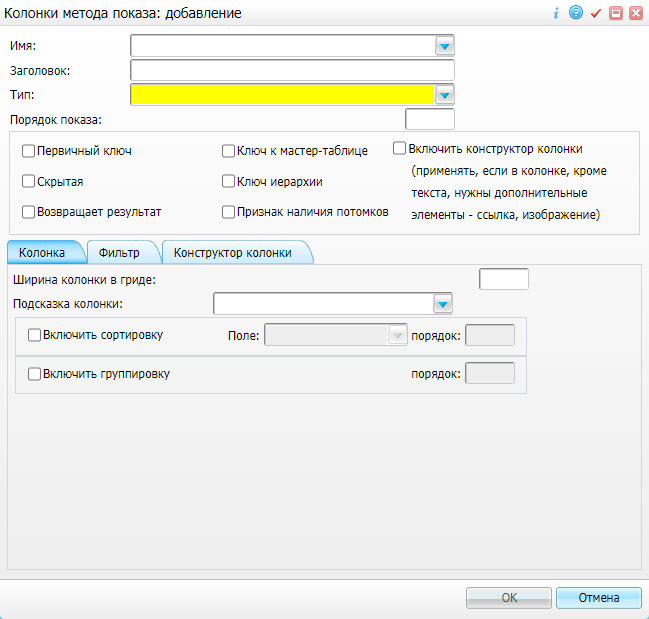 Колонки метода показа: добавление
Имя:
Заголовок:
Тип:
Порядок показа:
Первичный ключ
Ключ к мастер-таблице
Включить конструктор колонки
(применять, если в колонке, кроме
текста, нужны дополнительные
элементы - ссылка, изображение)
Скрытая
Ключ иерархии
Возвращает результат
Признак наличия потомков
Колонка
Фильтр
Конструктор колонки
Ширина колонки в гриде:
Подсказка колонки:
Включить сортировку
Поле:
порядок:
Включить группировку
порядок:
OK
Отмена